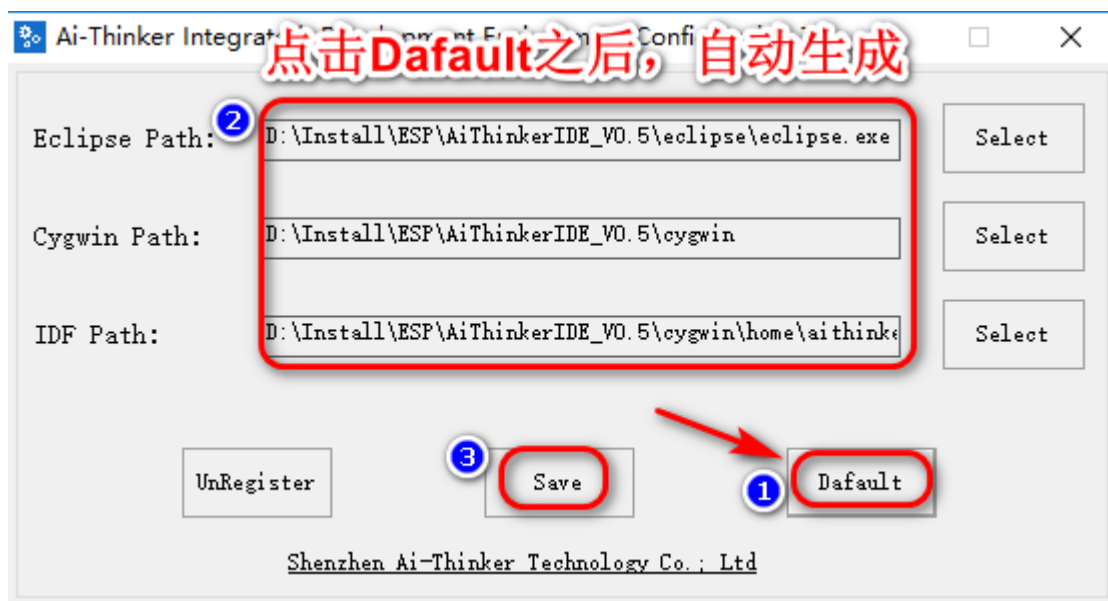 Ai-Thinker Integrat
点击Dafault之后，自动生成
2
Eclipse Path:
D:\Install\ESP\AiThinkerIDE_V0.5\eclipse\eclipse.exe
Select
Cygwin Path:
D:\Install\ESP\AiThinkerIDE_V0.5\cygwin
Select
IDF Path:
D:\Install\ESP\AiThinkerIDE_V0.5\cygwin\home\aithinke
Select
UnRegister
3
Save
1
Dafault
Shenzhen Ai-Thinker Technology Co.; Ltd